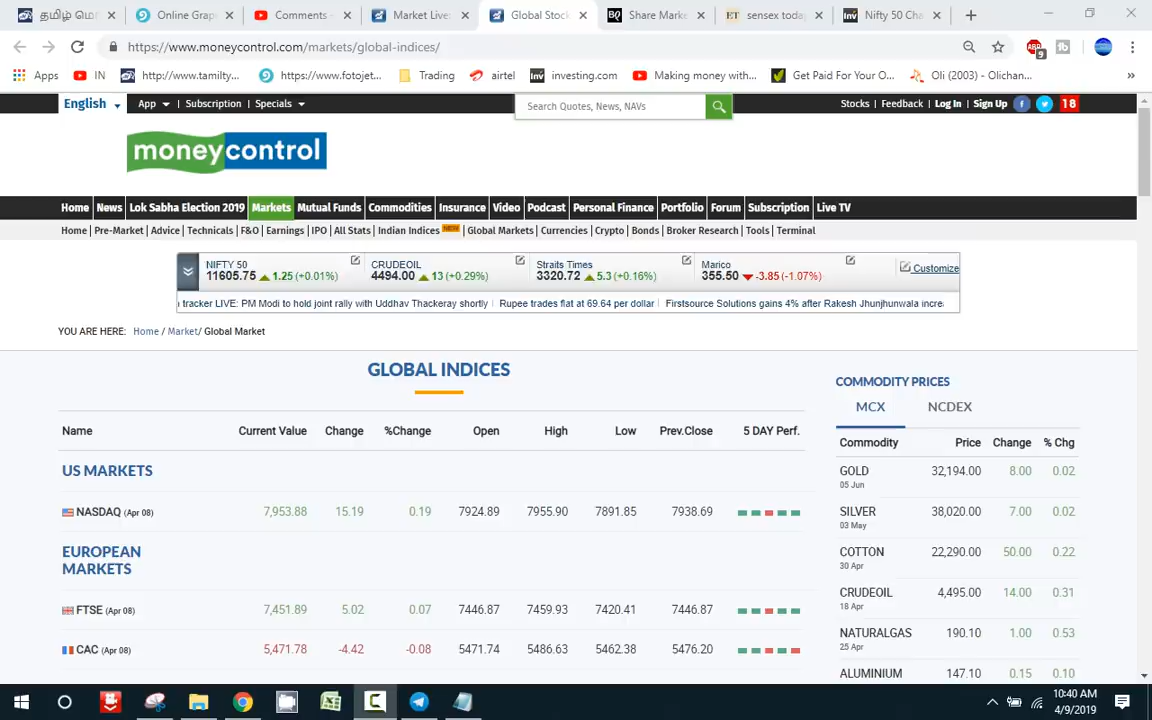 தமிழ் மெ
Online Grap
Comments -
Market Live:
Global Stock
Share Marke
sensex today
Nifty 50 Cha
https://www.moneycontrol.com/markets/global-indices/
Apps IN http://www.tamilty... https://www.fotojet... Trading airtel investing.com Making money with... Get Paid For Your O... Oli (2003) - Olichan... »
English App Subscription Specials Search Quotes, News, NAVs Stocks Feedback Log In Sign Up 18
moneycontrol
Home News Lok Sabha Election 2019 Markets Mutual Funds Commodities Insurance Video Podcast Personal Finance Portfolio Forum Subscription Live TV
Home Pre-Market Advice Technicals F&O Earnings IPO All Stats Indian Indices NEW Global Markets Currencies Crypto Bonds Broker Research Tools Terminal
NIFTY 50 CRUDEOIL Straits Times Marico
11605.75 1.25 (+0.01%) 4494.00 13 (+0.29%) 3320.72 5.3 (+0.16%) 355.50 -3.85 (-1.07%) Customize
tracker LIVE: PM Modi to hold joint rally with Uddhav Thackeray shortly Rupee trades flat at 69.64 per dollar Firstsource Solutions gains 4% after Rakesh Jhunjhunwala increa
YOU ARE HERE: Home / Market/ Global Market
GLOBAL INDICES
Name Current Value Change %Change Open High Low Prev.Close 5 DAY Perf.
US MARKETS
NASDAQ (Apr 08) 7,953.88 15.19 0.19 7924.89 7955.90 7891.85 7938.69
EUROPEAN
MARKETS
FTSE (Apr 08) 7,451.89 5.02 0.07 7446.87 7459.93 7420.41 7446.87
CAC (Apr 08) 5,471.78 -4.42 -0.08 5471.74 5486.63 5462.38 5476.20
COMMODITY PRICES
MCX NCDEX
Commodity Price Change % Chg
GOLD 32,194.00 8.00 0.02
05 Jun
SILVER 38,020.00 7.00 0.02
03 May
COTTON 22,290.00 50.00 0.22
30 Apr
CRUDEOIL 4,495.00 14.00 0.31
18 Apr
NATURALGAS 190.10 1.00 0.53
25 Apr
ALUMINIUM 147.10 0.15 0.10
10:40 AM
4/9/2019